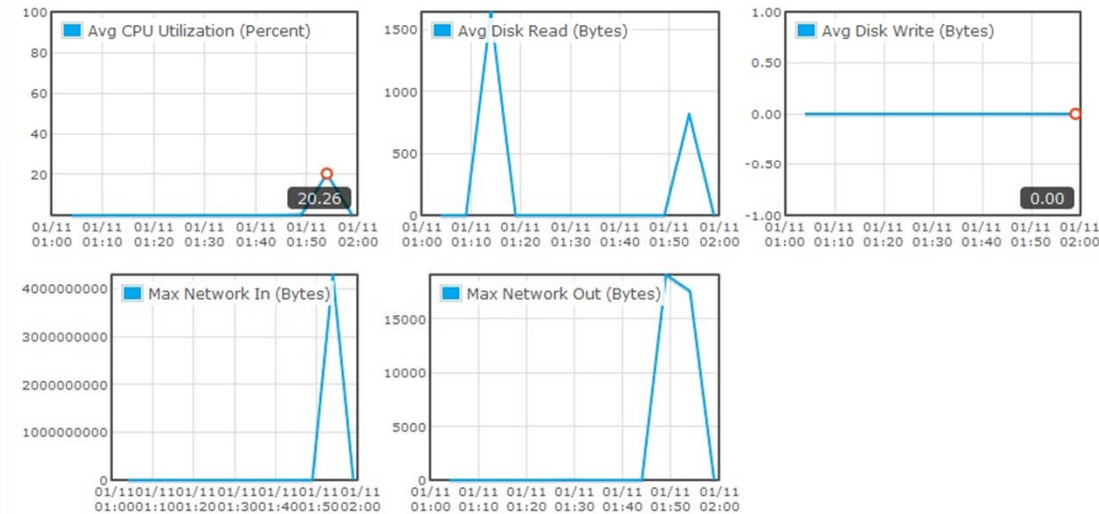 100
Avg CPU Utilization (Percent)
80
60
40
20
20.26
01/11 01/11 01/11 01/11 01/11 01/11 01/11
01:00 01:10 01:20 01:30 01:40 01:50 02:00
1500
Avg Disk Read (Bytes)
1000
500
0
01/11 01/11 01/11 01/11 01/11 01/11 01/11
01:00 01:10 01:20 01:30 01:40 01:50 02:00
1.00
Avg Disk Write (Bytes)
0.50
0.00
-0.50
0.00
-1.00
01/11 01/11 01/11 01/11 01/11 01/11 01/11
01:00 01:10 01:20 01:30 01:40 01:50 02:00
4000000000
Max Network In (Bytes)
3000000000
2000000000
1000000000
0
01/1101/1101/1101/1101/1101/11 01/11
01:0001:1001:2001:3001:4001:50 02:00
Max Network Out (Bytes)
15000
10000
5000
0
01/11 01/11 01/11 01/11 01/11 01/11 01/11
01:00 01:10 01:20 01:30 01:40 01:50 02:00